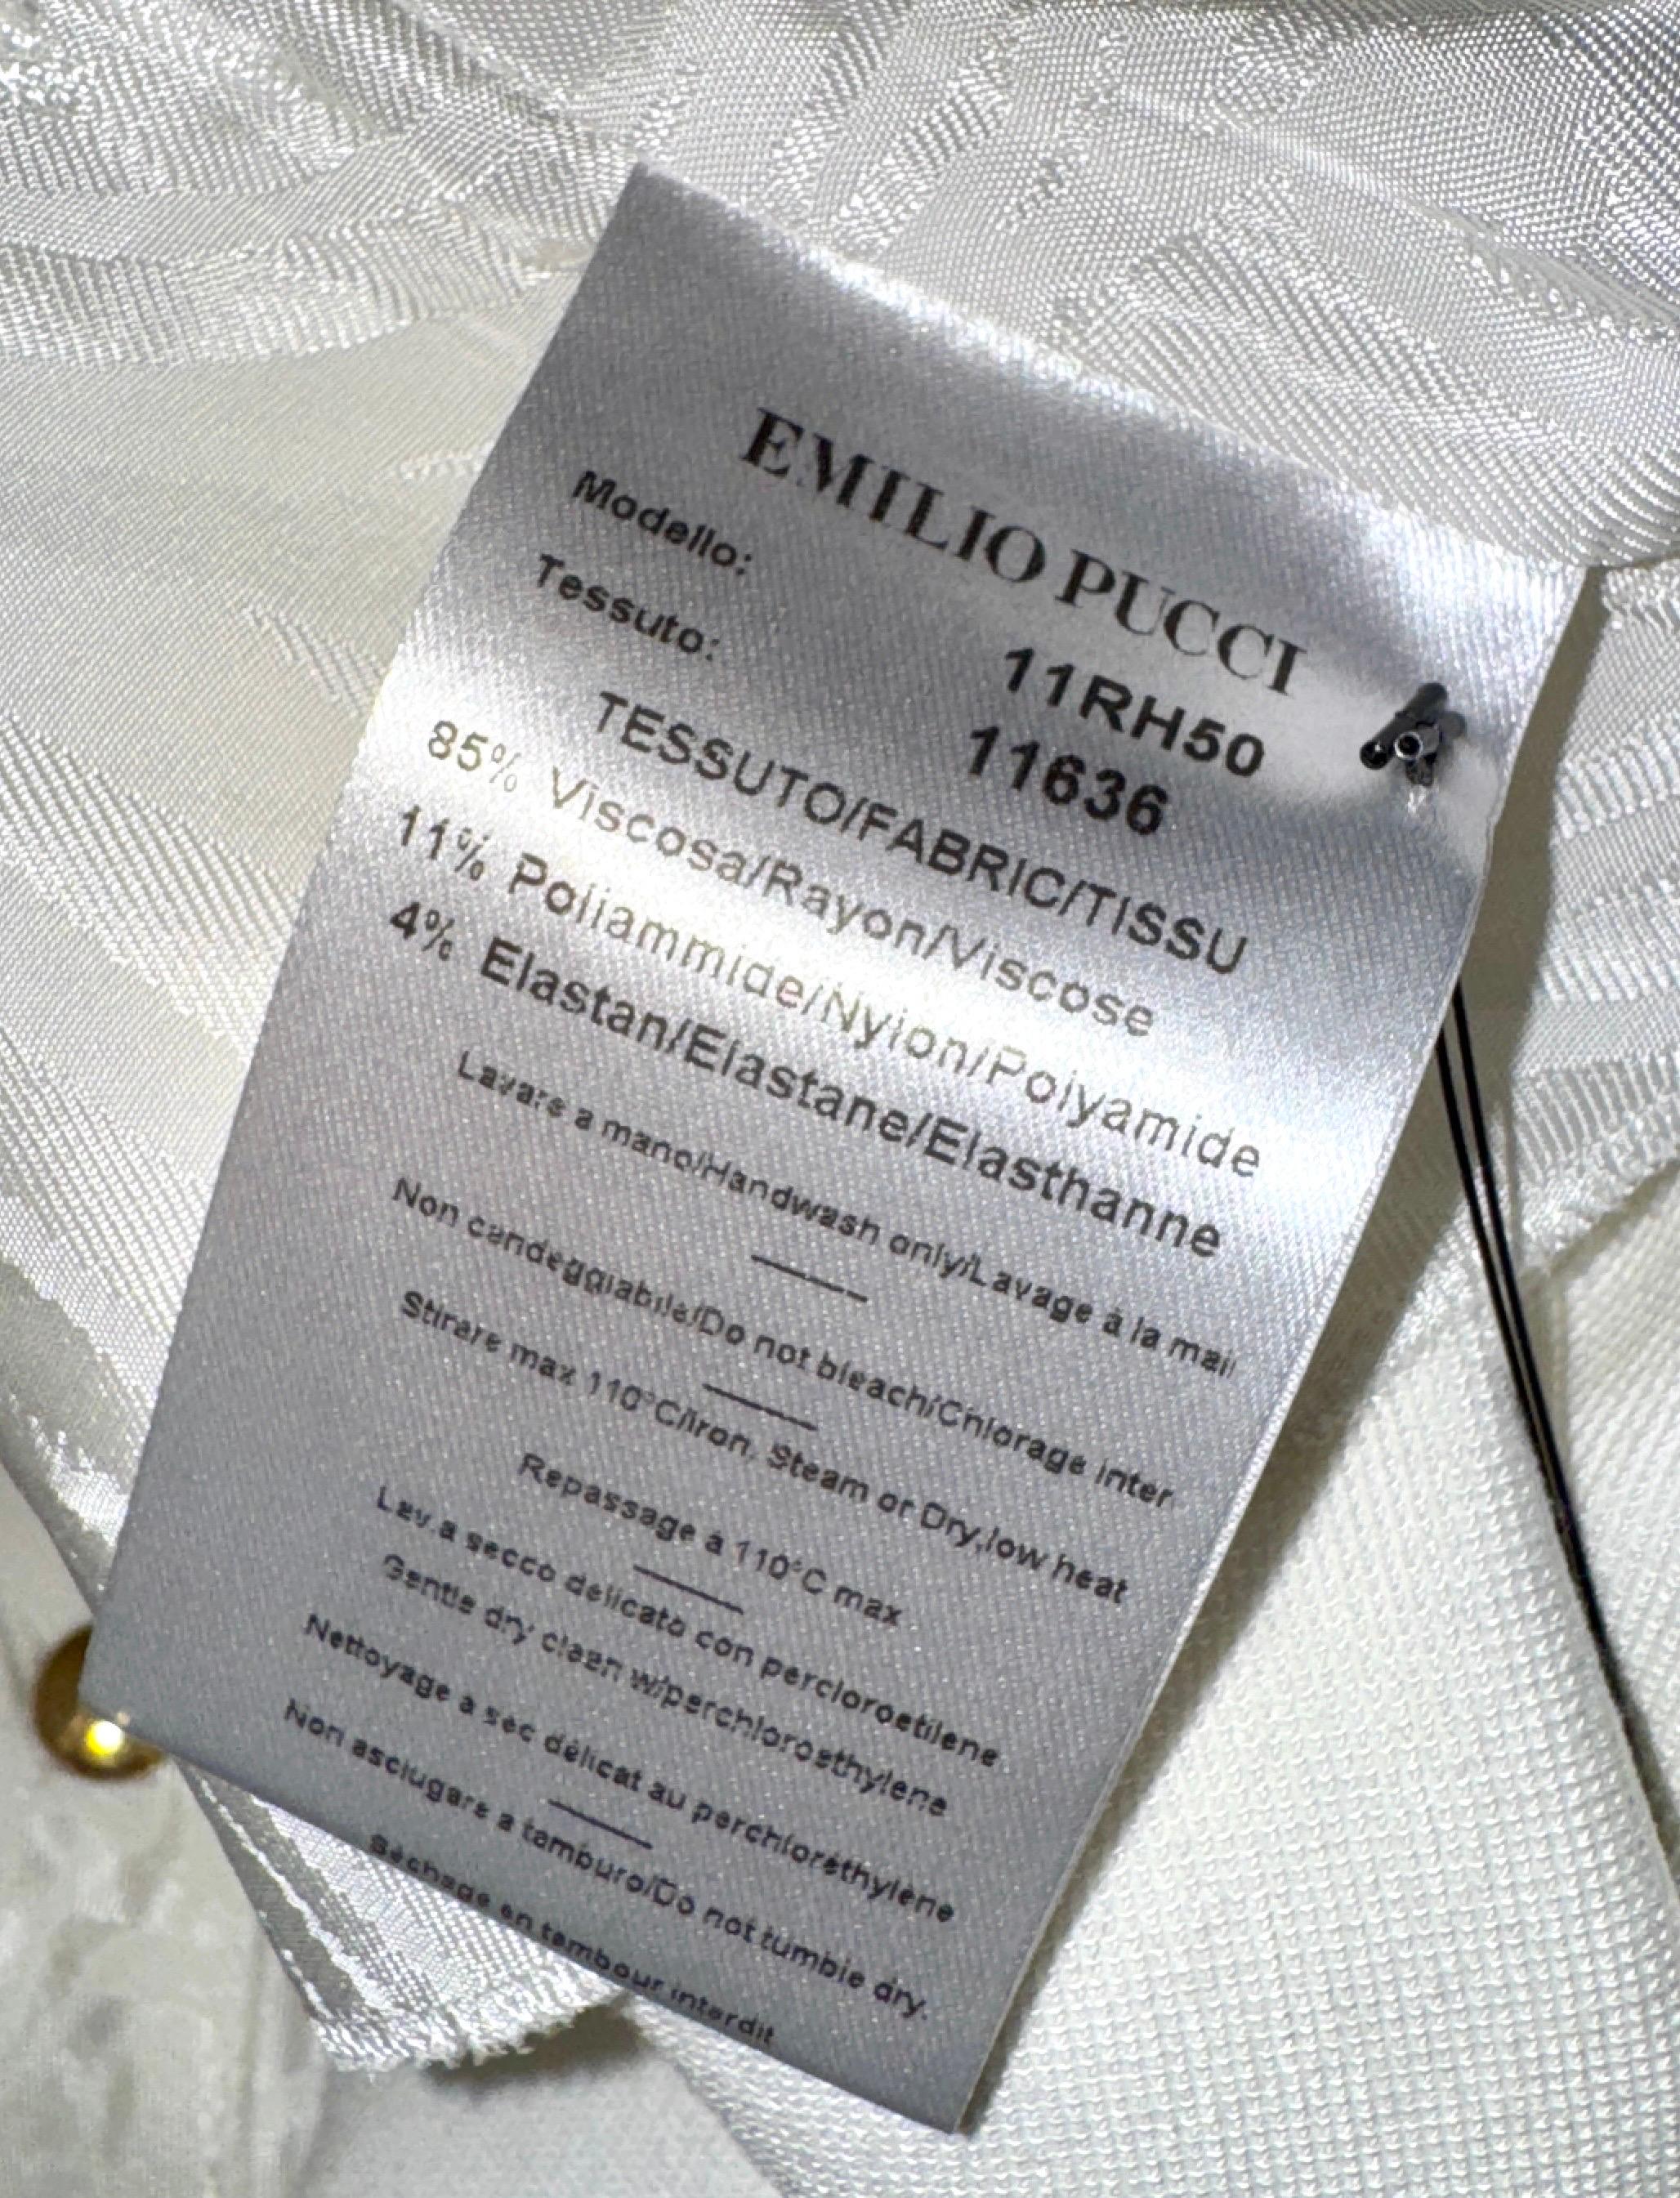 EMILIO PUCCI
Modello: 11RH50
Tessuto: 11636
TESSUTO/FABRIC/TISSU
85% Viscosa/Rayon/Viscose
11% Poliammide/Nylon/Polyamide
4% Elastan/Elastane/Elasthanne
Lavare a mano/Handwash only/Lavage à la mai
Non candeggiabile/Do not bleach/Chlorage inter
Stirare max 110°C/Iron, Steam or Dry,low heat
Repassage à 110°C max
Lav.a secco delicato con percloroetilene
Gentle dry clean w/perchloroethylene
Nettoyage a sec délicat au perchloréthylène
Non asciugare a tamburo/Do not tumble dry.
Séchage en tambour interdit